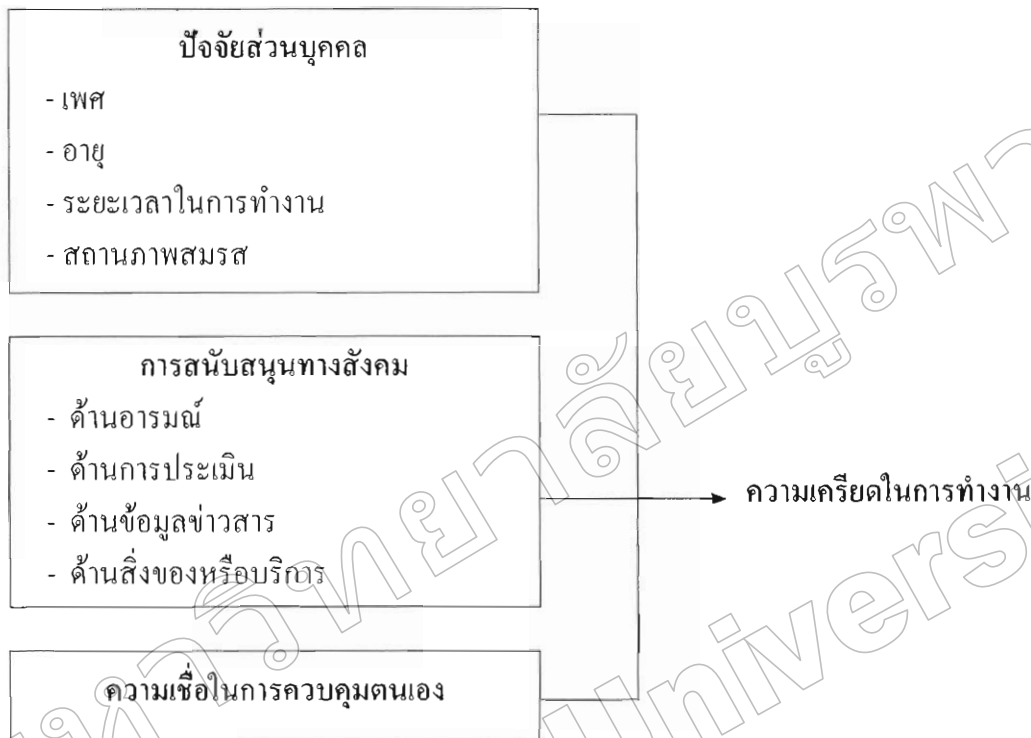 ปัจจัยส่วนบุคคล
- เพศ
- อายุ
- ระยะเวลาในการทำงาน
- สถานภาพสมรส
การสนับสนุนทางสังคม
- ด้านอารมณ์
- ด้านการประเมิน
- ด้านข้อมูลข่าวสาร
- ด้านสิ่งของหรือบริการ
ความเครียดในการทำงาน
ความเชื่อในการควบคุมตนเอง